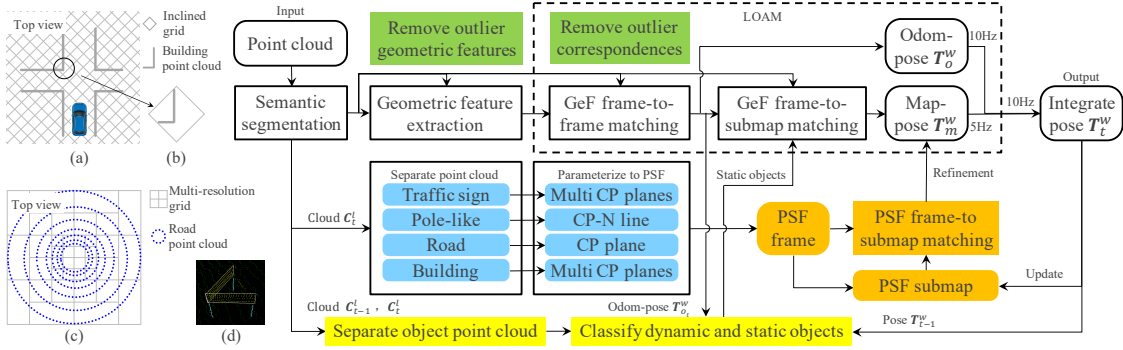 Top view
Inclined
grid
Building
point cloud
(a)
(b)
Top view
Multi-resolution
grid
Road
point cloud
(c)
(d)
Input
Point cloud
Remove outlier
geometric features
Remove outlier
correspondences
LOAM
10Hz
Odom-
pose T_o^w
Semantic
segmentation
Geometric feature
extraction
GeF frame-to-
frame matching
GeF frame-to-
submap matching
Map-
pose T_m^w
5Hz
10Hz
Output
Integrate
pose T_t^w
Separate point cloud
Traffic sign
Pole-like
Road
Building
Parameterize to PSF
Multi CP planes
CP-N line
CP plane
Multi CP planes
Cloud C_t^l
Static objects
Refinement
PSF
frame
PSF frame-to
submap matching
PSF submap
Update
Cloud C_{t-1}^l , C_t^l
Odom-pose T_{o_t}^w
Pose T_{t-1}^w
Separate object point cloud
Classify dynamic and static objects